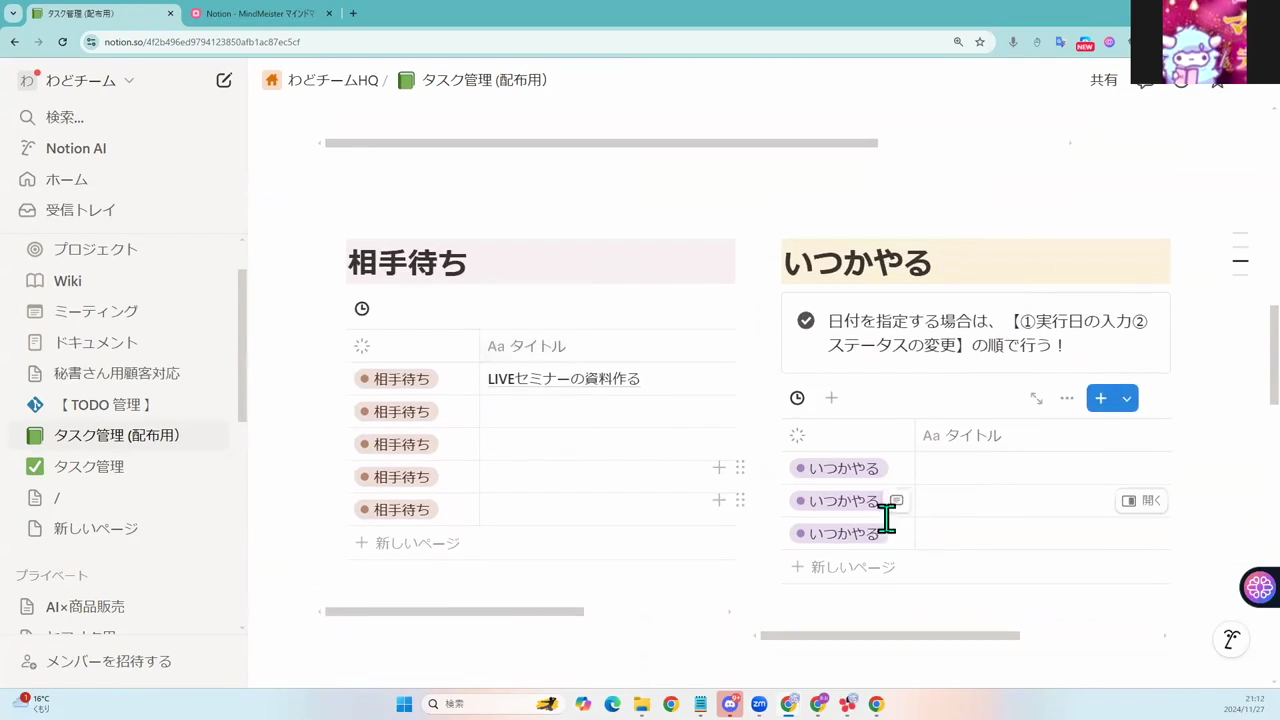 タスク管理 (配布用)
Notion - MindMeister マインドマ
notion.so/4f2b496ed9794123850afb1ac87ec5cf
NEW
わ わどチーム
わどチームHQ / タスク管理 (配布用)
共有
検索...
Notion AI
ホーム
受信トレイ
プロジェクト
Wiki
ミーティング
ドキュメント
秘書さん用顧客対応
【 TODO 管理 】
タスク管理 (配布用)
タスク管理
/
新しいページ
プライベート
AI×商品販売
メンバーを招待する
相手待ち
Aa タイトル
相手待ち LIVEセミナーの資料作る
相手待ち
相手待ち
相手待ち
相手待ち
+ 新しいページ
いつかやる
日付を指定する場合は、【①実行日の入力②
ステータスの変更】の順で行う！
Aa タイトル
いつかやる
いつかやる 開く
いつかやる
+ 新しいページ
1
16°C
くもり
検索
zm
21:12
2024/11/27